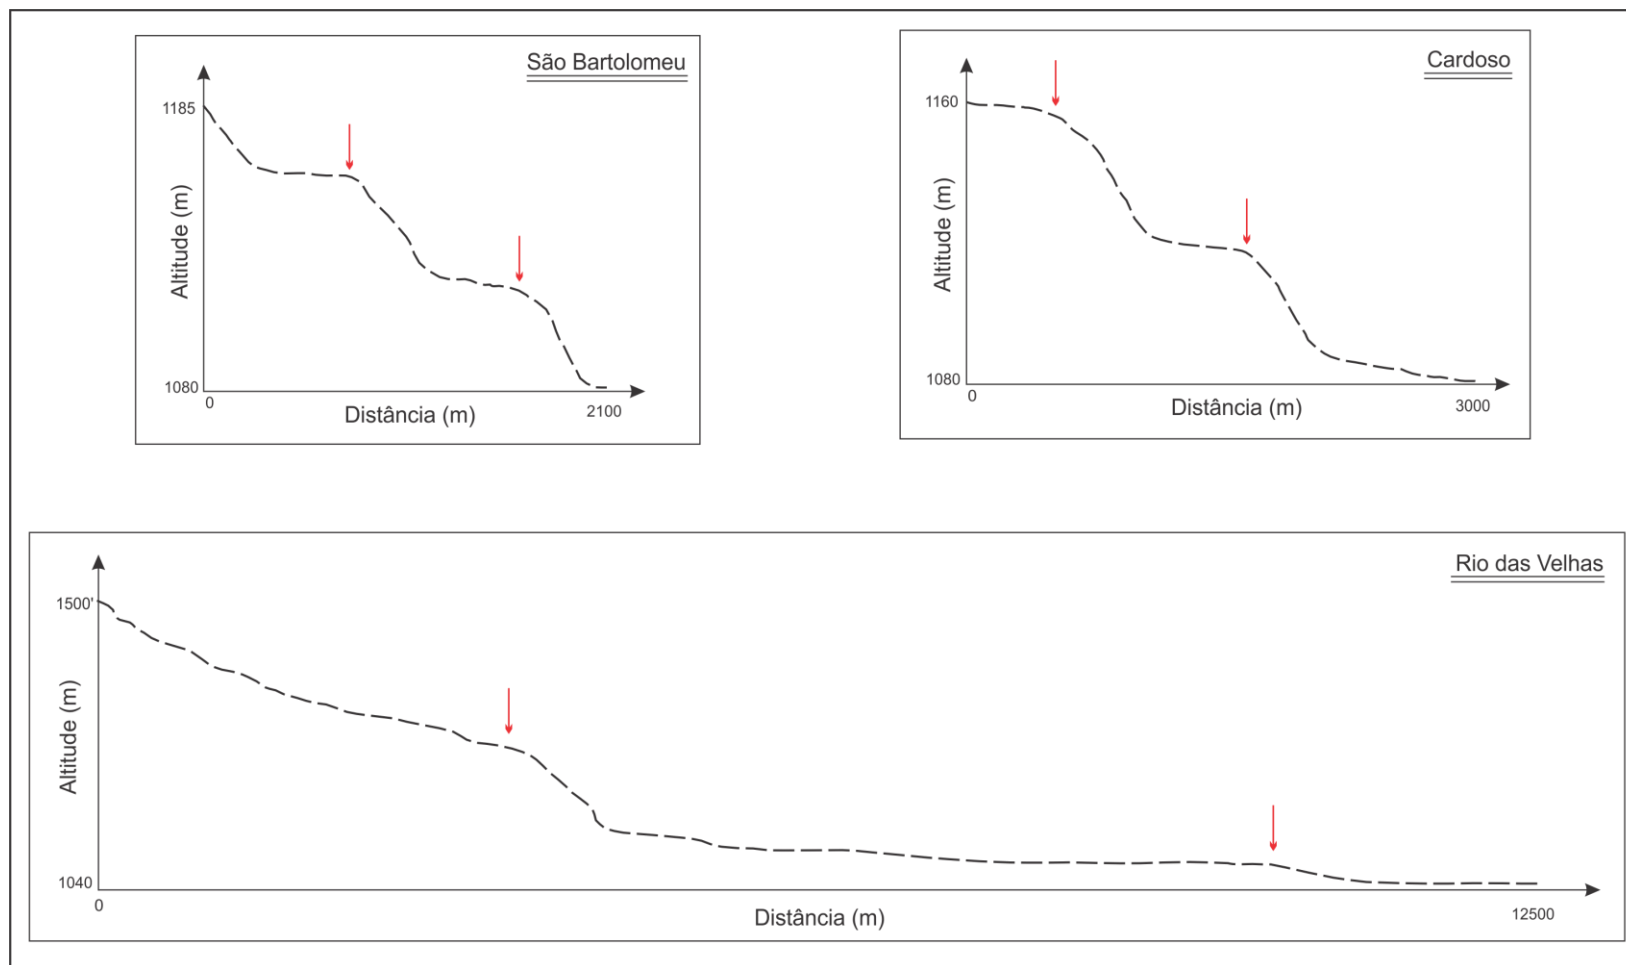 São Bartolomeu
1185
Altitude (m)
1080
0
Distância (m)
2100
Cardoso
1160
Altitude (m)
1080
0
Distância (m)
3000
Rio das Velhas
1500'
Altitude (m)
1040
0
Distância (m)
12500